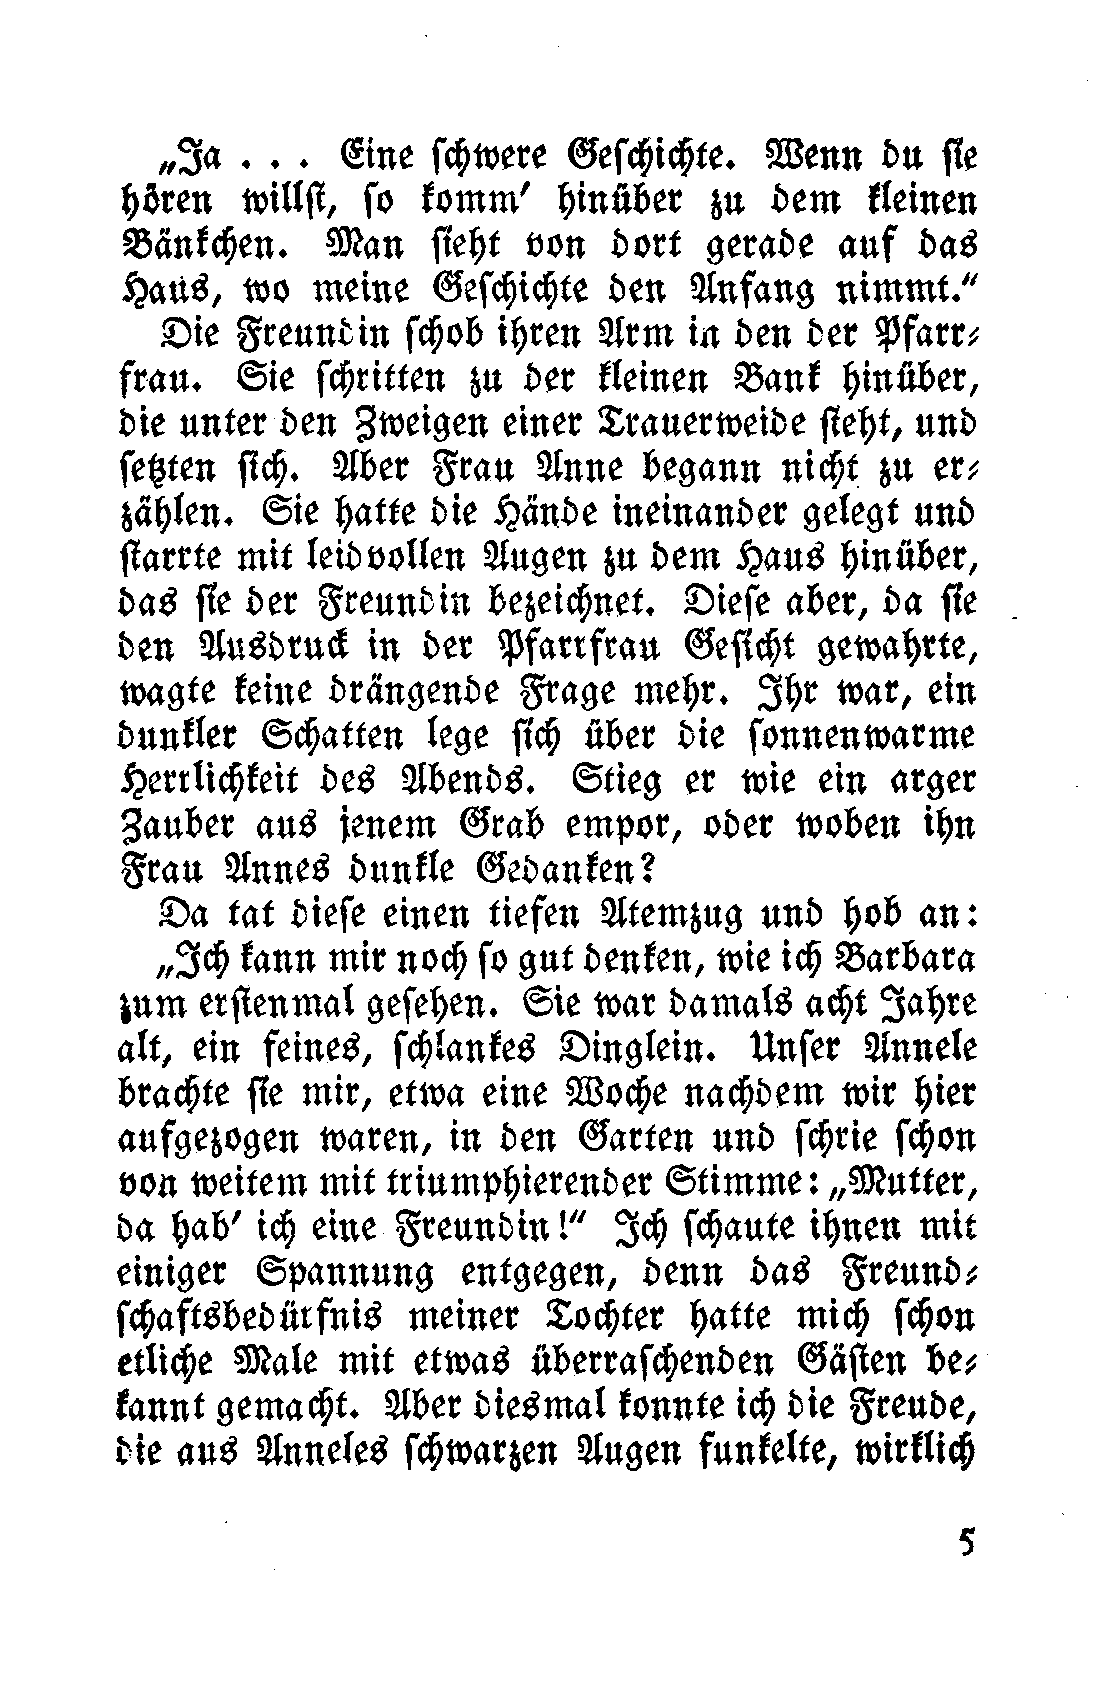 „Ja . . . Eine schwere Geschichte. Wenn du sie
hören willst, so komm' hinüber zu dem kleinen
Bänkchen. Man sieht von dort gerade auf das
Haus, wo meine Geschichte den Anfang nimmt.“
Die Freundin schob ihren Arm in den der Pfarr-
frau. Sie schritten zu der kleinen Bank hinüber,
die unter den Zweigen einer Trauerweide steht, und
setzten sich. Aber Frau Anne begann nicht zu er-
zählen. Sie hatte die Hände ineinander gelegt und
starrte mit leidvollen Augen zu dem Haus hinüber,
das sie der Freundin bezeichnet. Diese aber, da sie
den Ausdruck in der Pfarrfrau Gesicht gewahrte,
wagte keine drängende Frage mehr. Ihr war, ein
dunkler Schatten lege sich über die sonnenwarme
Herrlichkeit des Abends. Stieg er wie ein arger
Zauber aus jenem Grab empor, oder woben ihn
Frau Annes dunkle Gedanken?
Da tat diese einen tiefen Atemzug und hob an:
„Ich kann mir noch so gut denken, wie ich Barbara
zum erstenmal gesehen. Sie war damals acht Jahre
alt, ein feines, schlankes Dinglein. Unser Annele
brachte sie mir, etwa eine Woche nachdem wir hier
aufgezogen waren, in den Garten und schrie schon
von weitem mit triumphierender Stimme: „Mutter,
da hab' ich eine Freundin!“ Ich schaute ihnen mit
einiger Spannung entgegen, denn das Freund-
schaftsbedürfnis meiner Tochter hatte mich schon
etliche Male mit etwas überraschenden Gästen be-
kannt gemacht. Aber diesmal konnte ich die Freude,
die aus Anneles schwarzen Augen funkelte, wirklich
5